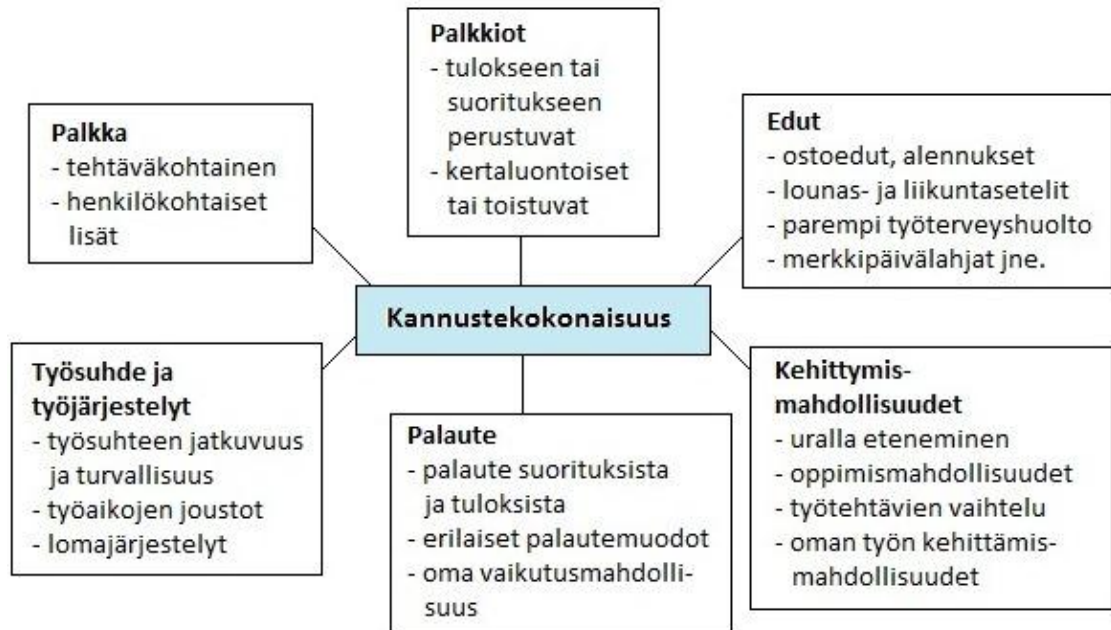 Palkkiot
- tulokseen tai
suoritukseen
perustuvat
- kertaluontoiset
tai toistuvat
Palkka
- tehtäväkohtainen
- henkilökohtaiset
lisät
Edut
- ostoedut, alennukset
- lounas- ja liikuntasetelit
- parempi työterveyshuolto
- merkkipäivälahjat jne.
Kannustekokonaisuus
Työsuhde ja
työjärjestelyt
- työsuhteen jatkuvuus
ja turvallisuus
- työaikojen joustot
- lomajärjestelyt
Palaute
- palaute suorituksista
ja tuloksista
- erilaiset palautemuodot
- oma vaikutusmahdolli-
suus
Kehittymis-
mahdollisuudet
- uralla eteneminen
- oppimismahdollisuudet
- työtehtävien vaihtelu
- oman työn kehittämis-
mahdollisuudet